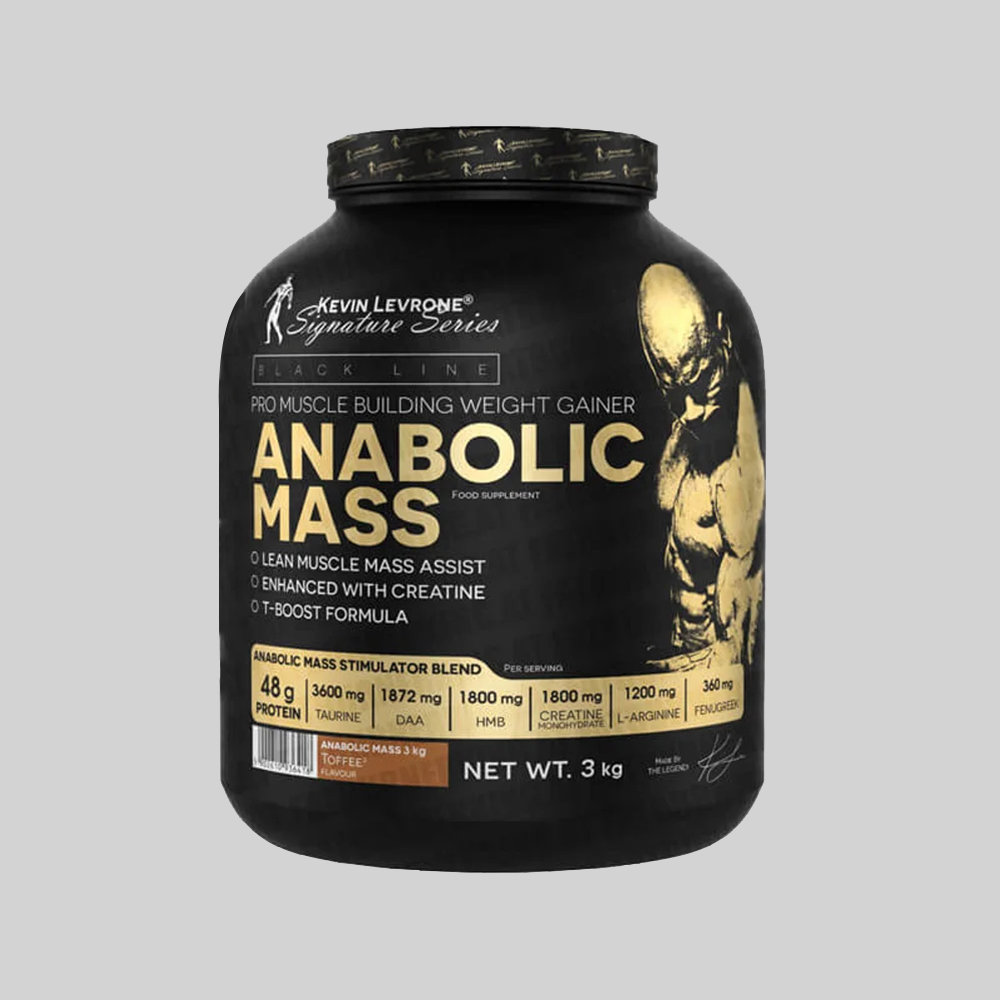 KEVIN LEVRONE®
Signature Series
BLACK LINE
PRO MUSCLE BUILDING WEIGHT GAINER
ANABOLIC
MASS
FOOD SUPPLEMENT
LEAN MUSCLE MASS ASSIST
ENHANCED WITH CREATINE
T-BOOST FORMULA
ANABOLIC MASS STIMULATOR BLEND PER SERVING
48 g PROTEIN
3600 mg TAURINE
1872 mg DAA
1800 mg HMB
1800 mg CREATINE MONOHYDRATE
1200 mg L-ARGININE
360 mg FENUGREEK
ANABOLIC MASS 3 kg
TOFFEE
FLAVOUR
NET WT. 3 kg
MADE BY
THE LEGEND!